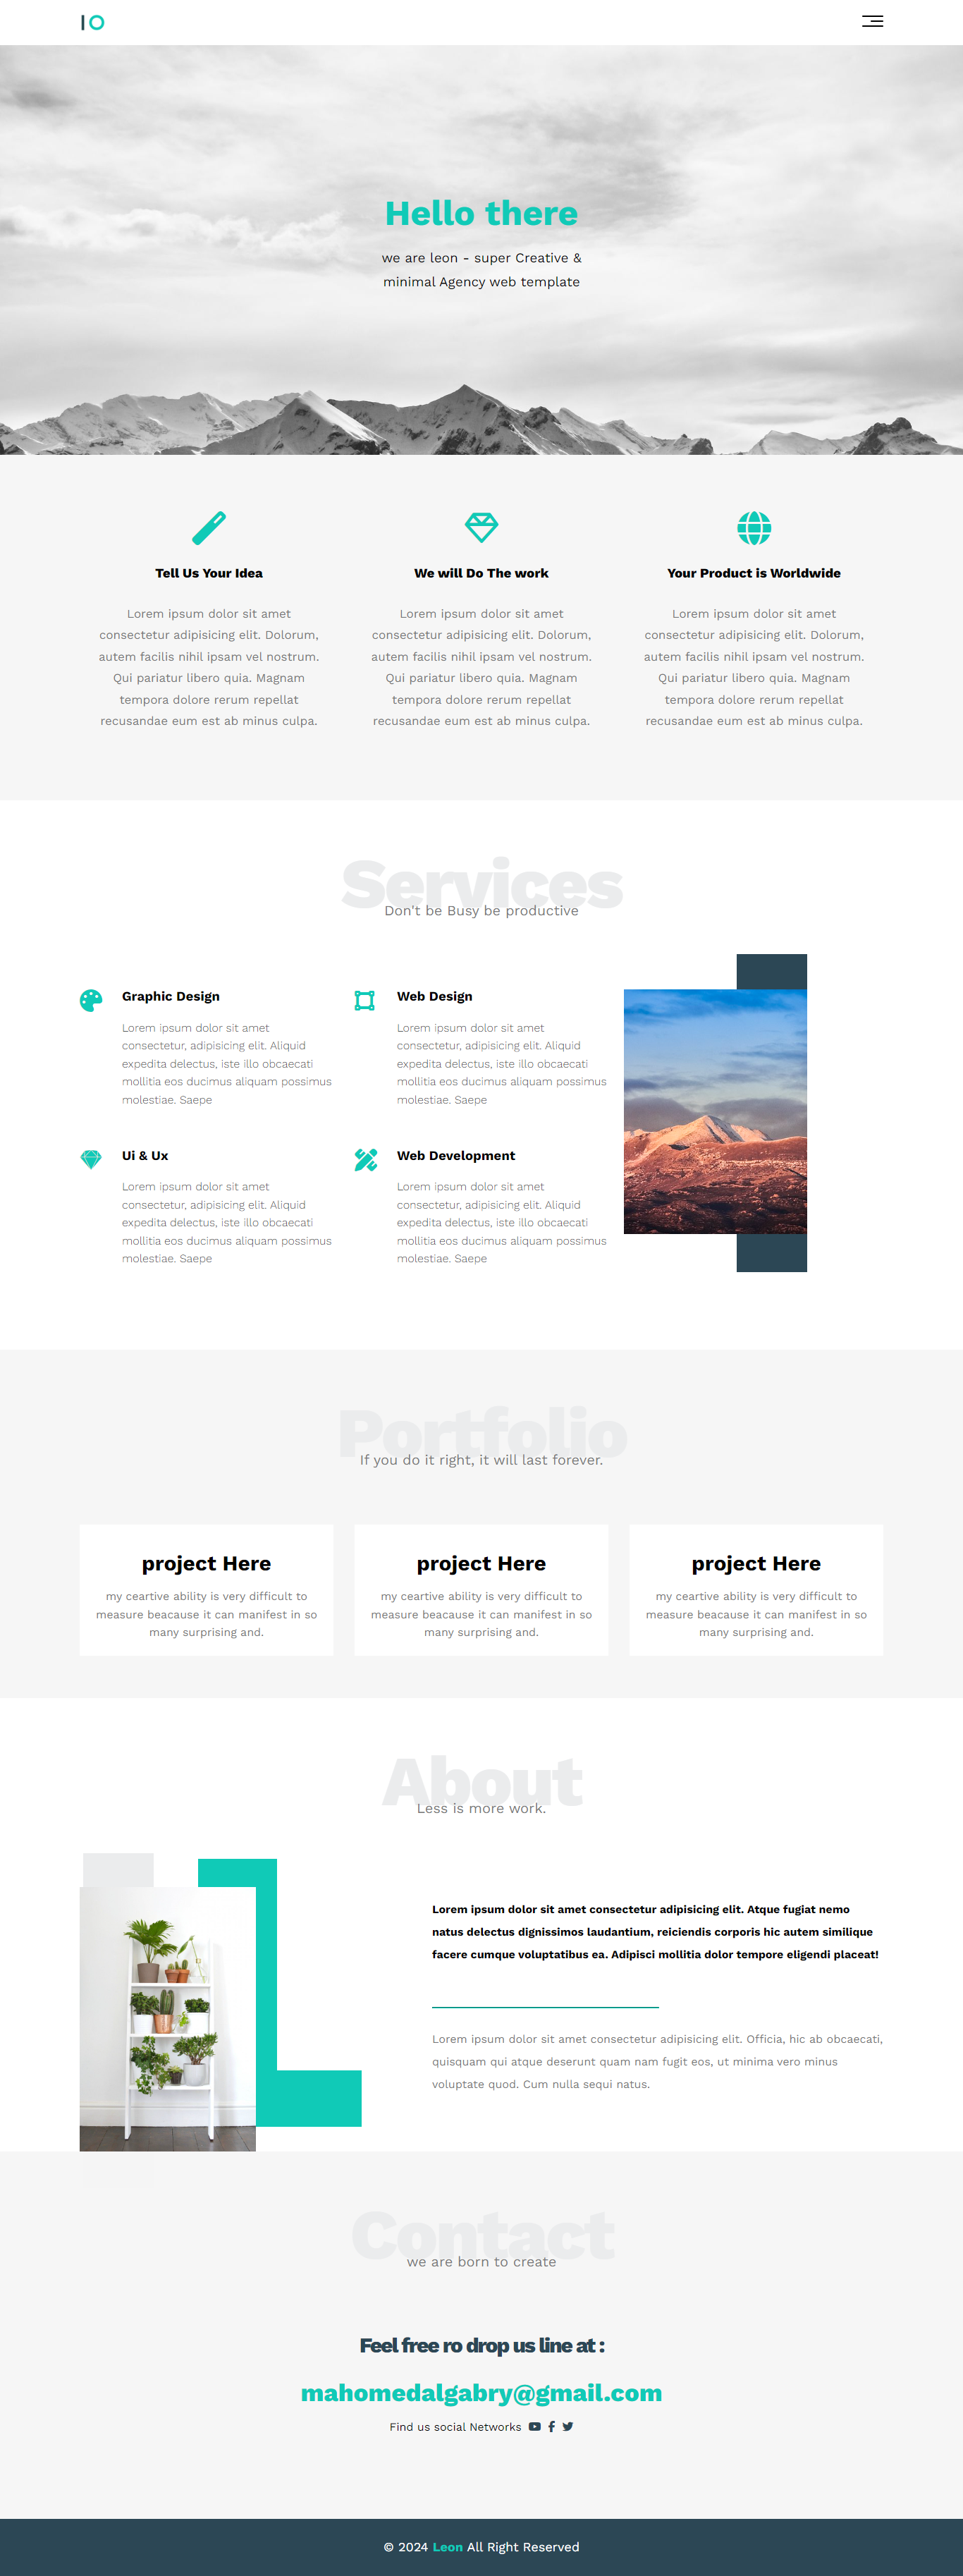 IO
Hello there
we are leon - super Creative &
minimal Agency web template
Tell Us Your Idea
Lorem ipsum dolor sit amet
consectetur adipisicing elit. Dolorum,
autem facilis nihil ipsam vel nostrum.
Qui pariatur libero quia. Magnam
tempora dolore rerum repellat
recusandae eum est ab minus culpa.
We will Do The work
Lorem ipsum dolor sit amet
consectetur adipisicing elit. Dolorum,
autem facilis nihil ipsam vel nostrum.
Qui pariatur libero quia. Magnam
tempora dolore rerum repellat
recusandae eum est ab minus culpa.
Your Product is Worldwide
Lorem ipsum dolor sit amet
consectetur adipisicing elit. Dolorum,
autem facilis nihil ipsam vel nostrum.
Qui pariatur libero quia. Magnam
tempora dolore rerum repellat
recusandae eum est ab minus culpa.
Services
Don't be Busy be productive
Graphic Design
Lorem ipsum dolor sit amet
consectetur, adipisicing elit. Aliquid
expedita delectus, iste illo obcaecati
mollitia eos ducimus aliquam possimus
molestiae. Saepe
Web Design
Lorem ipsum dolor sit amet
consectetur, adipisicing elit. Aliquid
expedita delectus, iste illo obcaecati
mollitia eos ducimus aliquam possimus
molestiae. Saepe
Ui & Ux
Lorem ipsum dolor sit amet
consectetur, adipisicing elit. Aliquid
expedita delectus, iste illo obcaecati
mollitia eos ducimus aliquam possimus
molestiae. Saepe
Web Development
Lorem ipsum dolor sit amet
consectetur, adipisicing elit. Aliquid
expedita delectus, iste illo obcaecati
mollitia eos ducimus aliquam possimus
molestiae. Saepe
Portfolio
If you do it right, it will last forever.
project Here
my ceartive ability is very difficult to
measure beacause it can manifest in so
many surprising and.
project Here
my ceartive ability is very difficult to
measure beacause it can manifest in so
many surprising and.
project Here
my ceartive ability is very difficult to
measure beacause it can manifest in so
many surprising and.
About
Less is more work.
Lorem ipsum dolor sit amet consectetur adipisicing elit. Atque fugiat nemo
natus delectus dignissimos laudantium, reiciendis corporis hic autem similique
facere cumque voluptatibus ea. Adipisci mollitia dolor tempore eligendi placeat!
Lorem ipsum dolor sit amet consectetur adipisicing elit. Officia, hic ab obcaecati,
quisquam qui atque deserunt quam nam fugit eos, ut minima vero minus
voluptate quod. Cum nulla sequi natus.
Contact
we are born to create
Feel free ro drop us line at :
mahomedalgabry@gmail.com
Find us social Networks
© 2024 Leon All Right Reserved